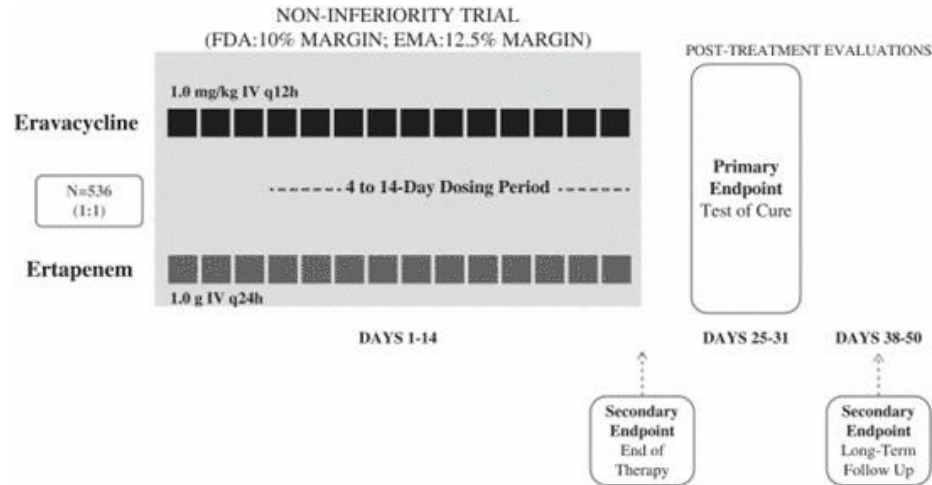 NON-INFERIORITY TRIAL
(FDA:10% MARGIN; EMA:12.5% MARGIN)
POST-TREATMENT EVALUATIONS
1.0 mg/kg IV q12h
Eravacycline
4 to 14-Day Dosing Period
N=536
(1:1)
Primary
Endpoint
Test of Cure
Ertapenem
1.0 g IV q24h
DAYS 1-14
DAYS 25-31
DAYS 38-50
Secondary
Endpoint
End of
Therapy
Secondary
Endpoint
Long-Term
Follow Up